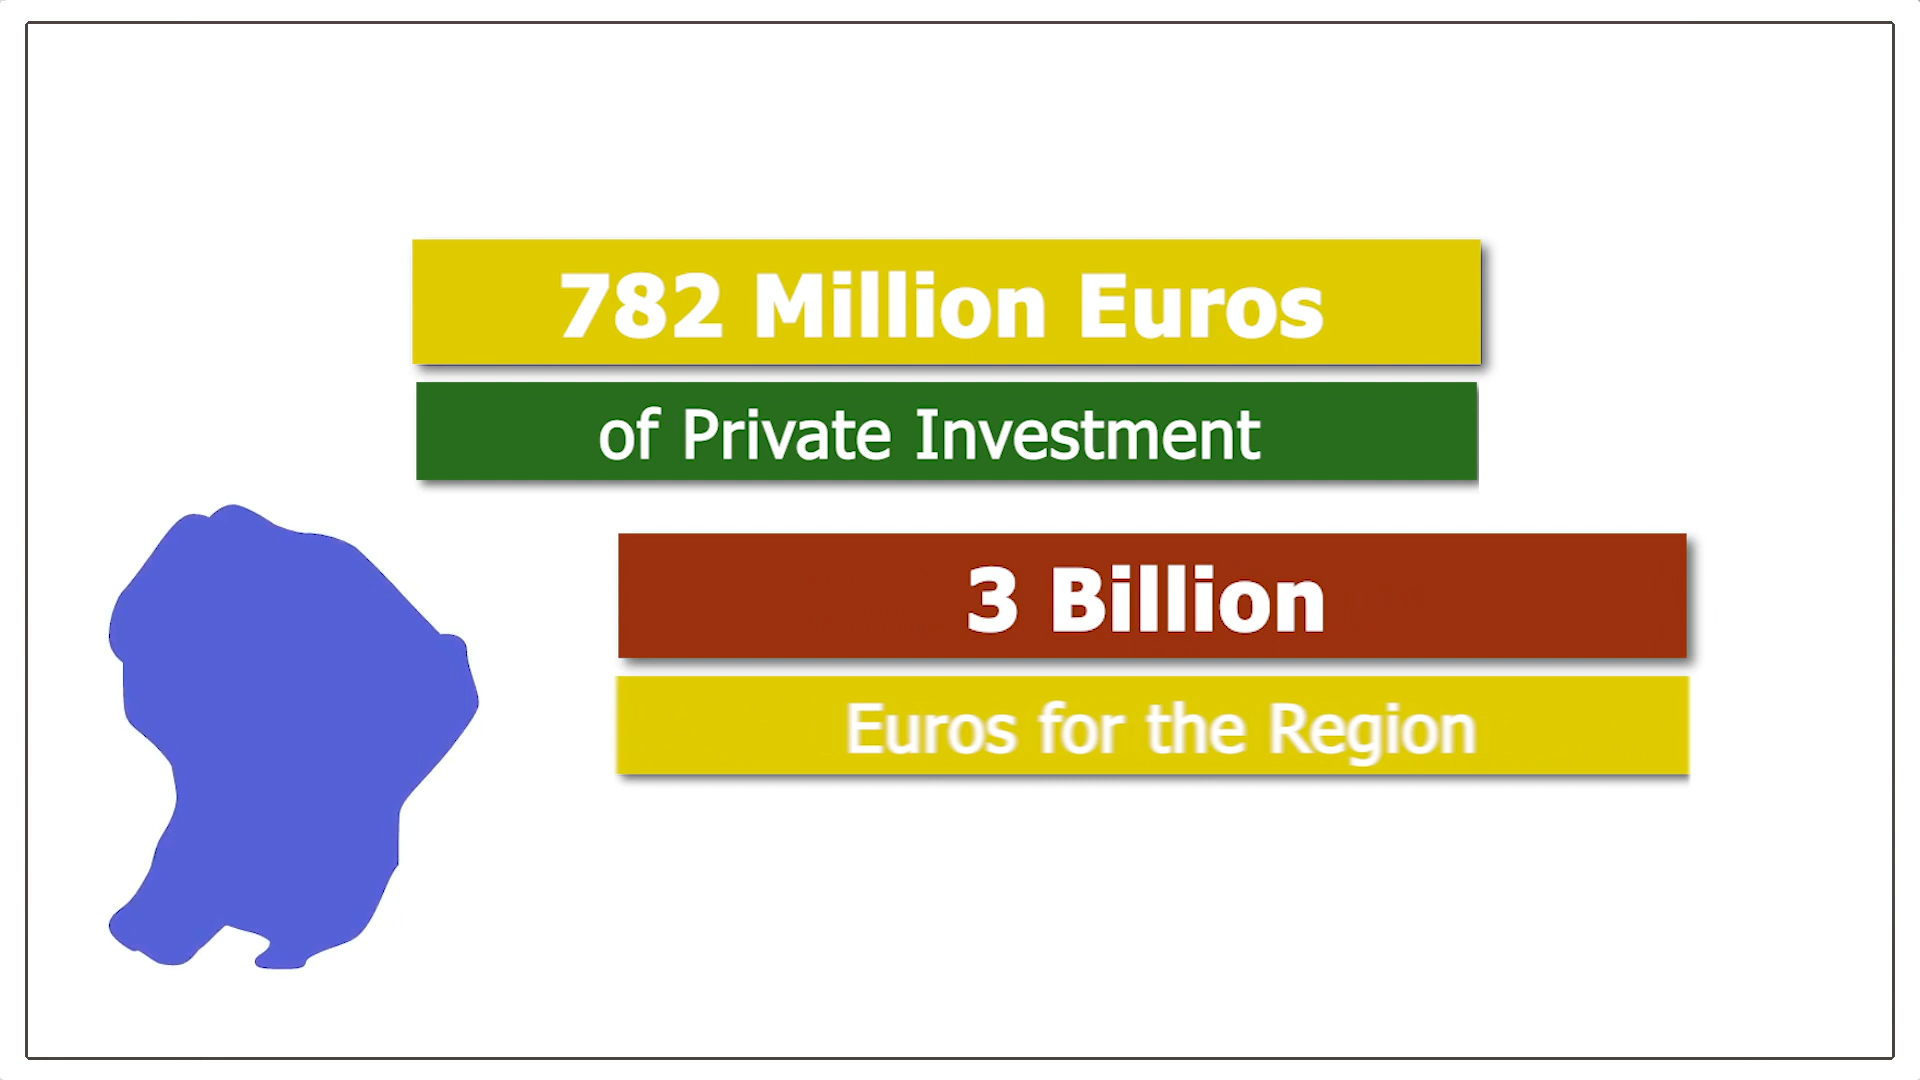 782 Million Euros
of Private Investment
3 Billion
Euros for the Region